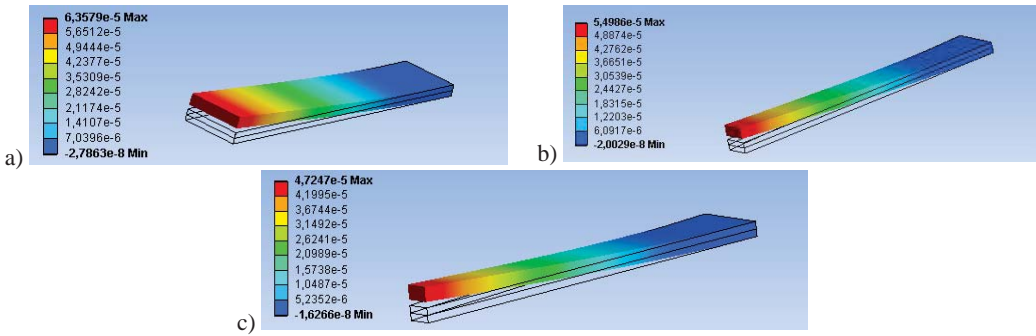 6,3579e-5 Max
5,6512e-5
4,9444e-5
4,2377e-5
3,5309e-5
2,8242e-5
2,1174e-5
1,4107e-5
7,0396e-6
-2,7863e-8 Min
a)
5,4986e-5 Max
4,8874e-5
4,2762e-5
3,6651e-5
3,0539e-5
2,4427e-5
1,8315e-5
1,2203e-5
6,0917e-6
-2,0029e-8 Min
b)
4,7247e-5 Max
4,1995e-5
3,6744e-5
3,1492e-5
2,6241e-5
2,0989e-5
1,5738e-5
1,0487e-5
5,2352e-6
-1,6266e-8 Min
c)